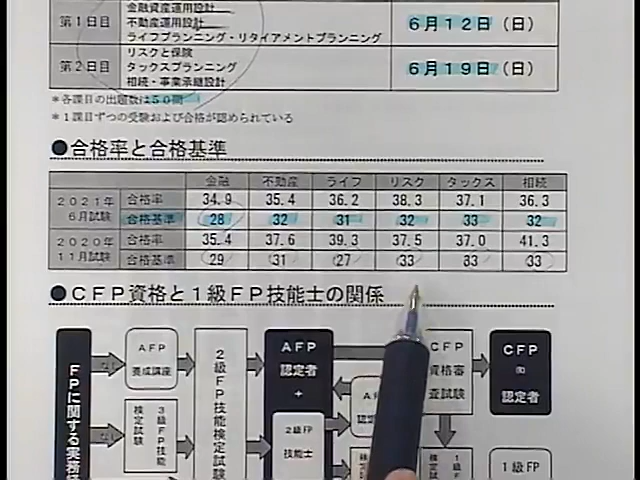 金融資産運用設計
第1日目 不動産運用設計 6月12日(日)
ライフプランニング・リタイアメントプランニング
リスクと保険
第2日目 タックスプランニング 6月19日(日)
相続・事業承継設計
*各課目の出題数は50問
*1課目ずつの受験および合格が認められている
●合格率と合格基準
金融 不動産 ライフ リスク タックス 相続
2021年6月試験 合格率 34.9 35.4 36.2 38.3 37.1 36.3
合格基準 28 32 31 32 33 32
2020年11月試験 合格率 35.4 37.6 39.3 37.5 37.0 41.3
合格基準 29 31 27 33 33 33
●CFP資格と1級FP技能士の関係
FPに関する実務経
ない
AFP養成講座
ない
3級FP技能検定試験
2級FP技能検定試験
AFP認定者
+
2級FP技能士
CFP資格審査試験
CFP®認定者
1級FP